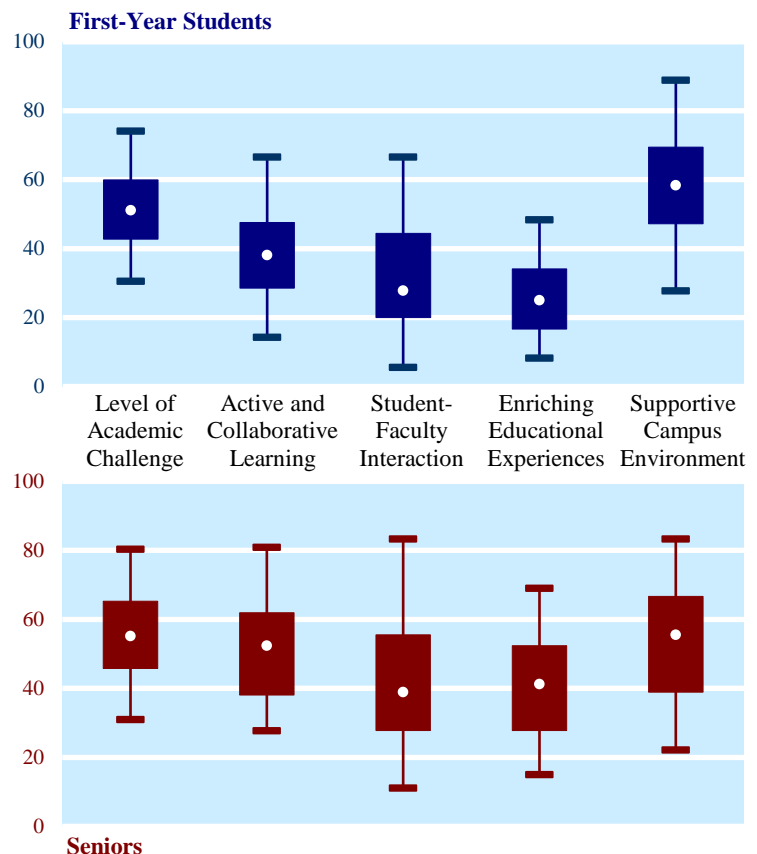 First-Year Students
100
80
60
40
20
0
Level of Academic Challenge
Active and Collaborative Learning
Student-Faculty Interaction
Enriching Educational Experiences
Supportive Campus Environment
100
80
60
40
20
0
Seniors